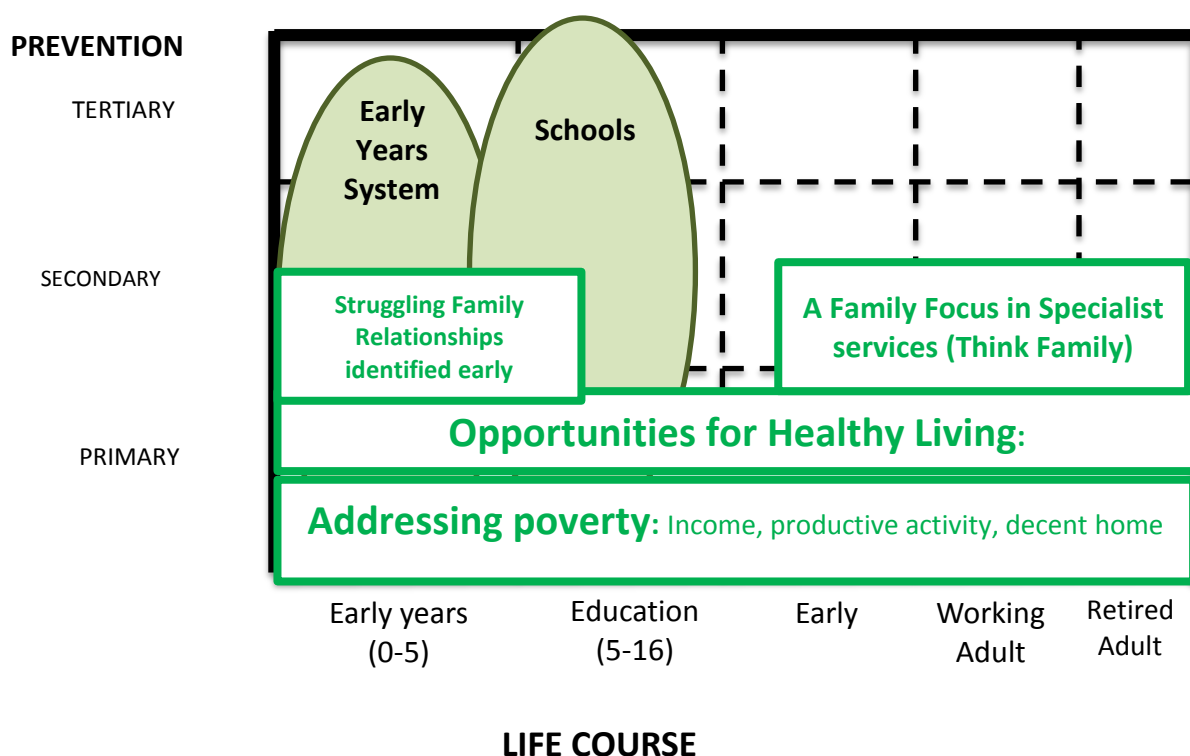 PREVENTION
TERTIARY
Early
Years
System
Schools
SECONDARY
Struggling Family
Relationships
identified early
A Family Focus in Specialist
services (Think Family)
PRIMARY
Opportunities for Healthy Living:
Addressing poverty: Income, productive activity, decent home
Early years
(0-5)
Education
(5-16)
Early
Working
Adult
Retired
Adult
LIFE COURSE